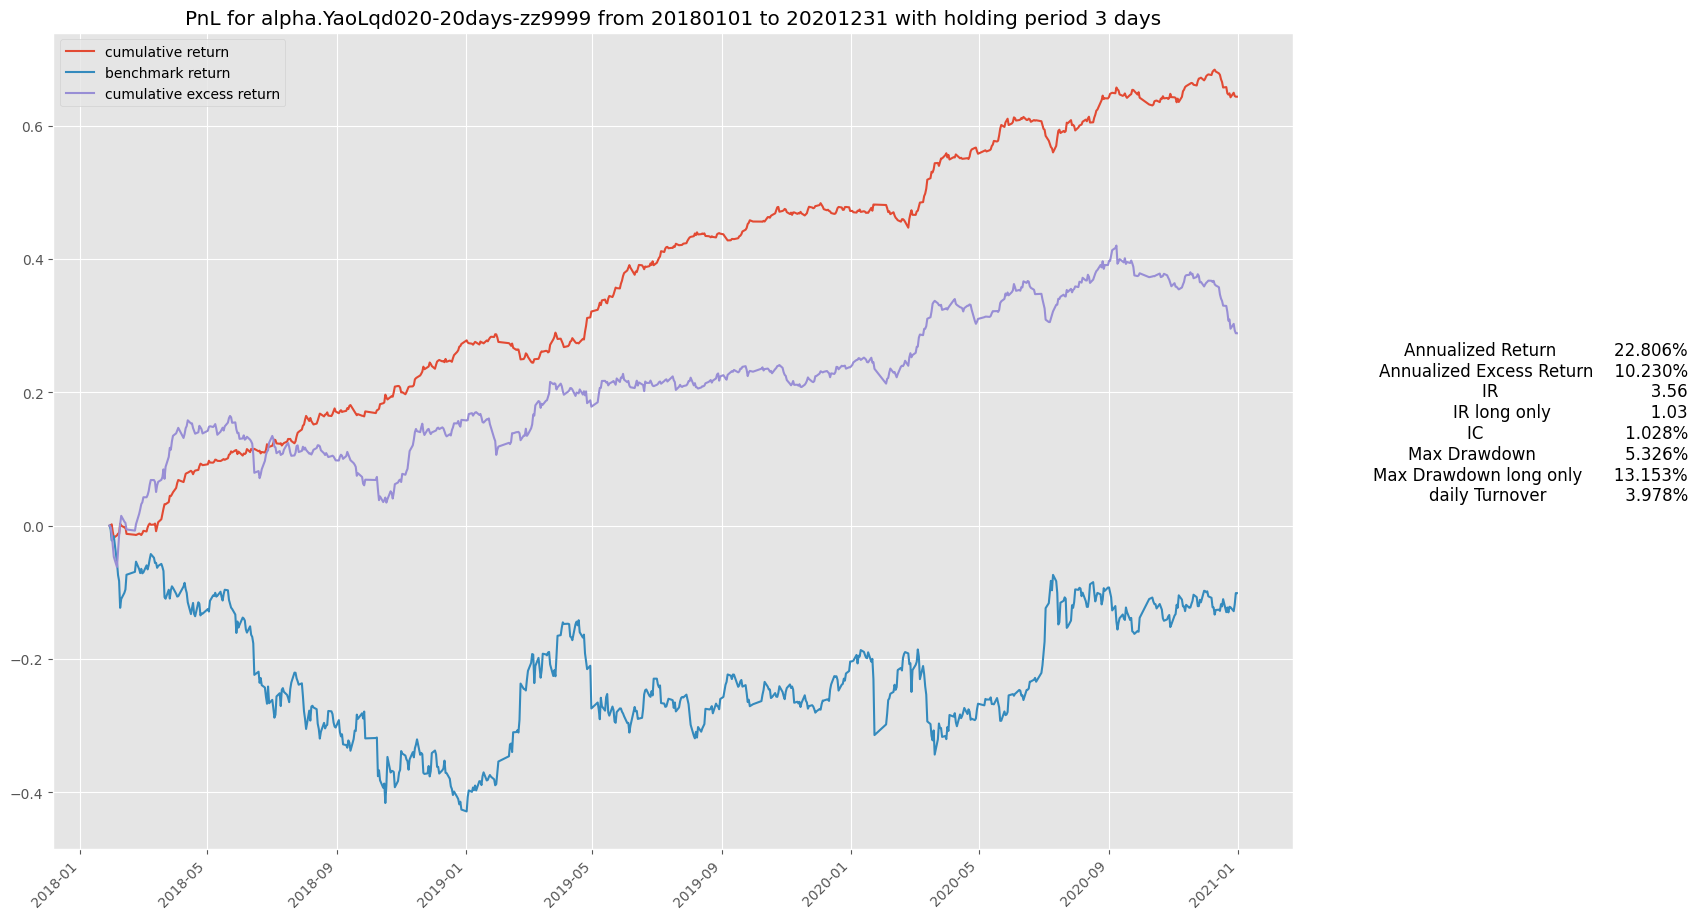 PnL for alpha.YaoLqd020-20days-zz9999 from 20180101 to 20201231 with holding period 3 days
cumulative return
benchmark return
cumulative excess return
0.6
0.4
0.2
0.0
−0.2
−0.4
2018-01
2018-05
2018-09
2019-01
2019-05
2019-09
2020-01
2020-05
2020-09
2021-01
Annualized Return 22.806%
Annualized Excess Return 10.230%
IR 3.56
IR long only 1.03
IC 1.028%
Max Drawdown 5.326%
Max Drawdown long only 13.153%
daily Turnover 3.978%